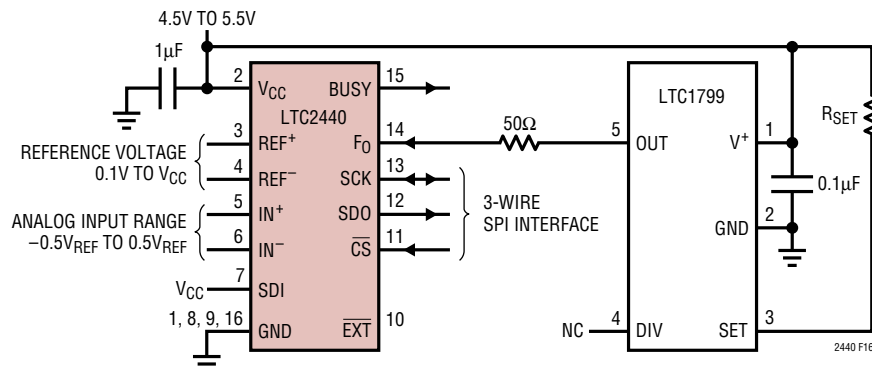 4.5V TO 5.5V
1µF
2
VCC
BUSY
15
LTC2440
3
REF+
FO
14
50Ω
REFERENCE VOLTAGE
0.1V TO VCC
4
REF−
SCK
13
5
IN+
SDO
12
3-WIRE
SPI INTERFACE
ANALOG INPUT RANGE
−0.5VREF TO 0.5VREF
6
IN−
CS
11
7
VCC
SDI
1, 8, 9, 16
GND
EXT
10
LTC1799
5
OUT
V+
1
RSET
0.1µF
GND
2
NC
4
DIV
SET
3
2440 F16